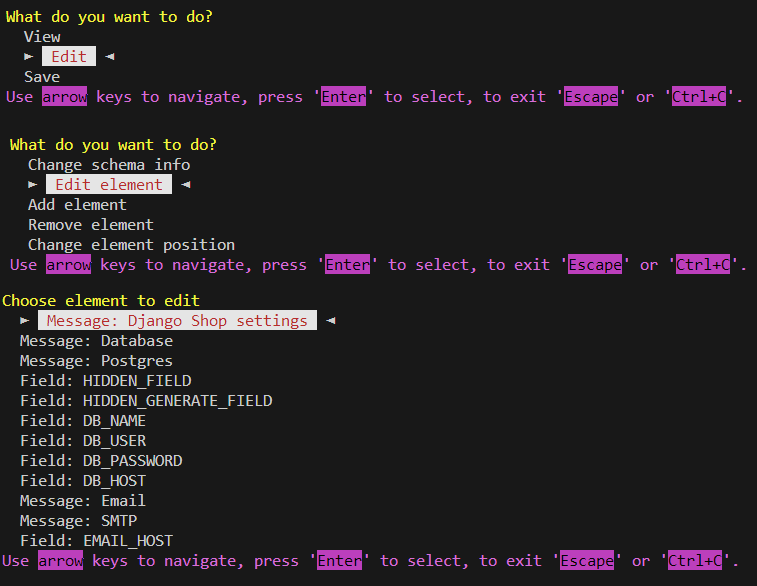 What do you want to do?
View
► Edit ◄
Save
Use arrow keys to navigate, press 'Enter' to select, to exit 'Escape' or 'Ctrl+C'.
What do you want to do?
Change schema info
► Edit element ◄
Add element
Remove element
Change element position
Use arrow keys to navigate, press 'Enter' to select, to exit 'Escape' or 'Ctrl+C'.
Choose element to edit
► Message: Django Shop settings ◄
Message: Database
Message: Postgres
Field: HIDDEN_FIELD
Field: HIDDEN_GENERATE_FIELD
Field: DB_NAME
Field: DB_USER
Field: DB_PASSWORD
Field: DB_HOST
Message: Email
Message: SMTP
Field: EMAIL_HOST
Use arrow keys to navigate, press 'Enter' to select, to exit 'Escape' or 'Ctrl+C'.